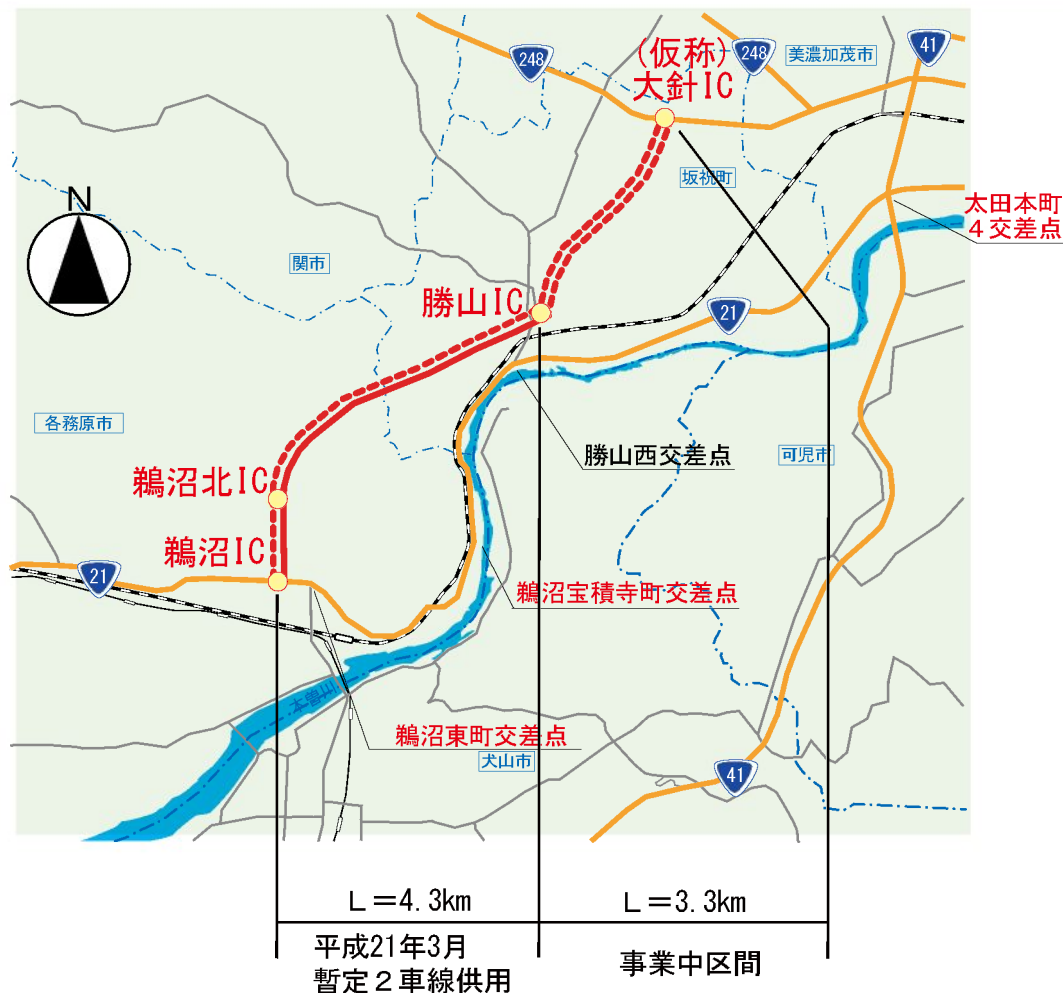 (仮称)
大針IC
248
248
美濃加茂市
41
N
坂祝町
太田本町
4交差点
関市
勝山IC
21
各務原市
勝山西交差点
可児市
鵜沼北IC
鵜沼IC
21
鵜沼宝積寺町交差点
木曽川
鵜沼東町交差点
犬山市
41
L=4.3km
L=3.3km
平成21年3月
暫定2車線供用
事業中区間